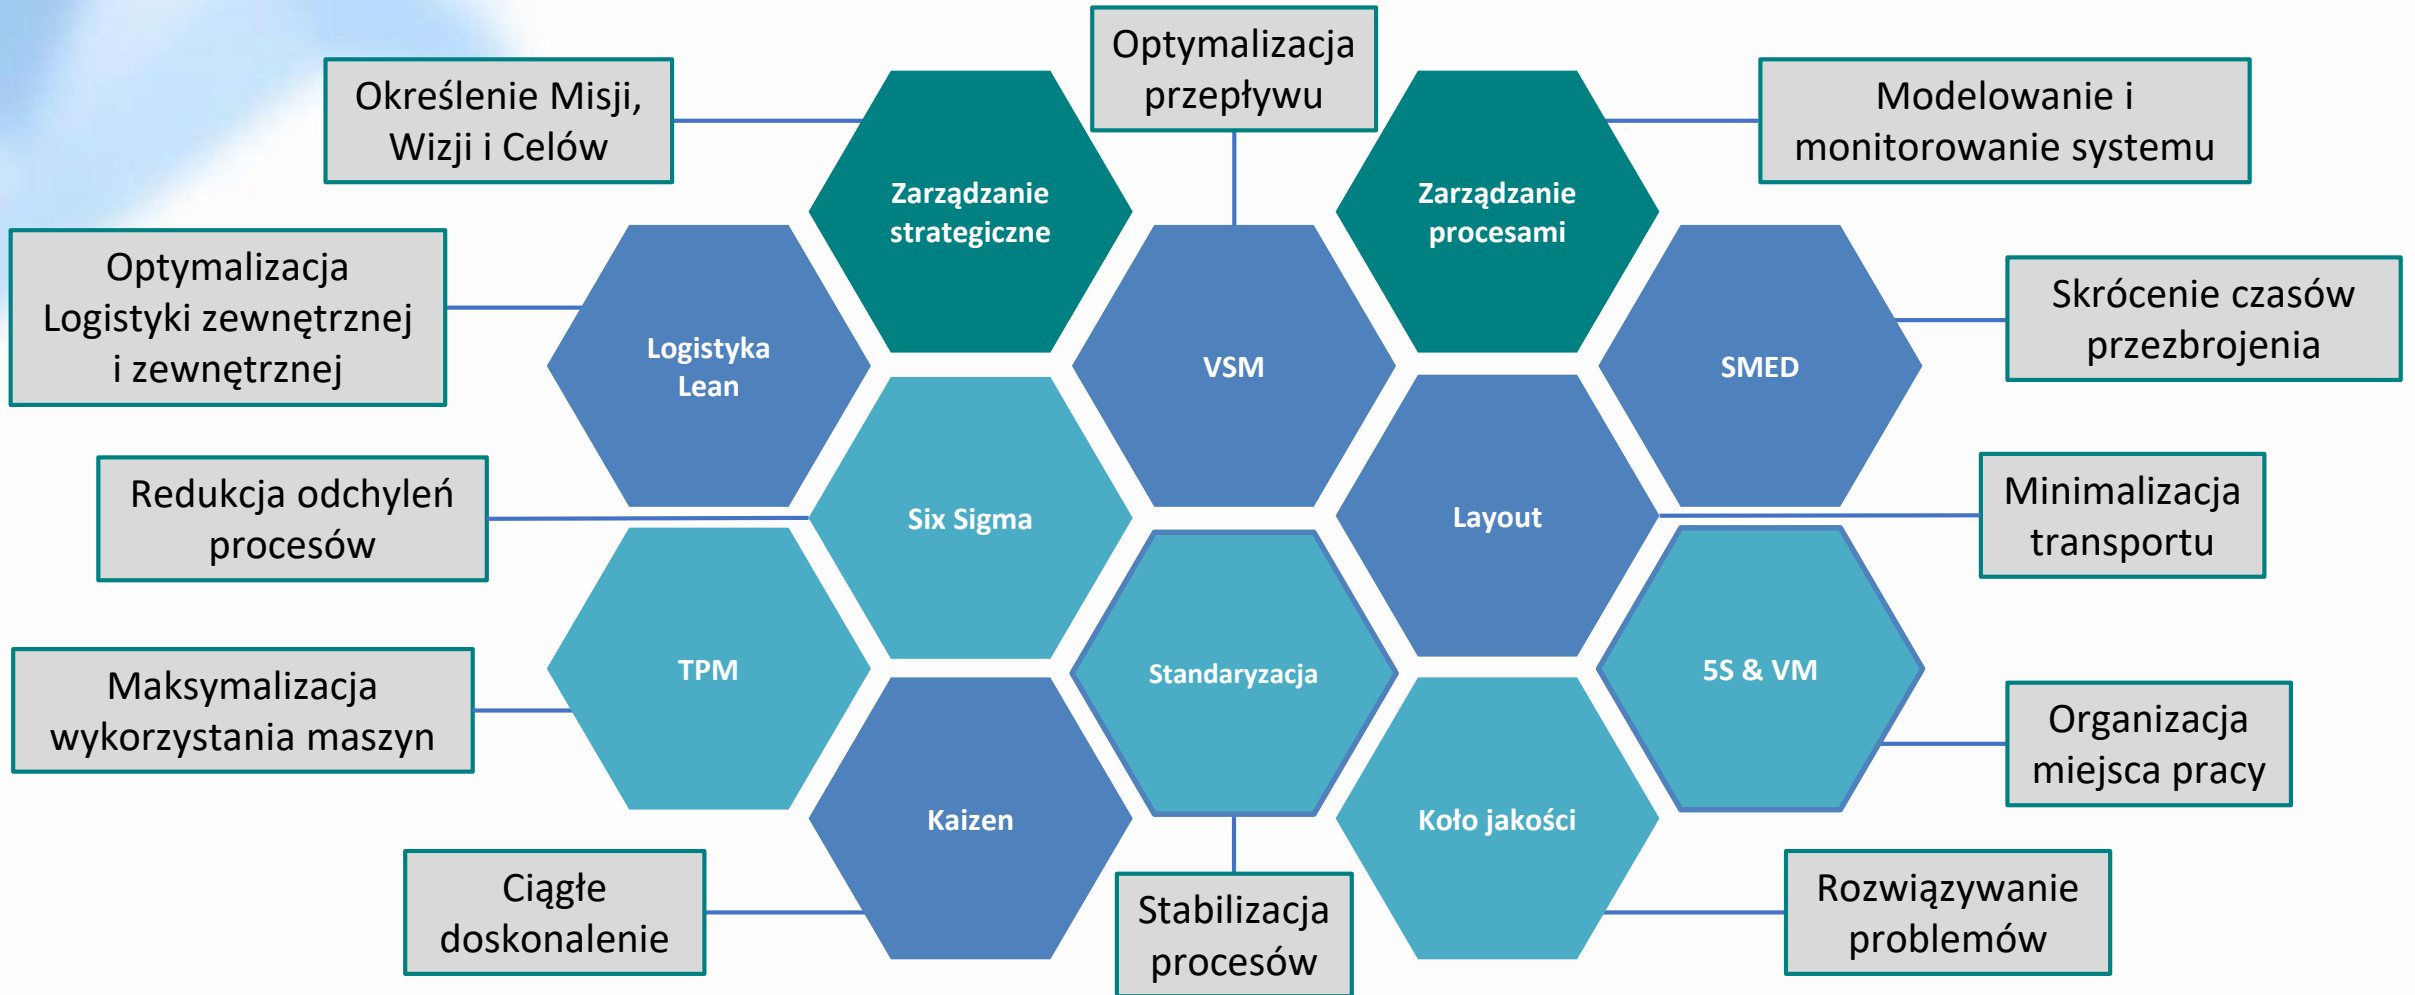 Optymalizacja
przepływu
Określenie Misji,
Wizji i Celów
Modelowanie i
monitorowanie systemu
Zarządzanie
strategiczne
Zarządzanie
procesami
Optymalizacja
Logistyki zewnętrznej
i zewnętrznej
Logistyka
Lean
VSM
SMED
Skrócenie czasów
przezbrojenia
Redukcja odchyleń
procesów
Six Sigma
Layout
Minimalizacja
transportu
Maksymalizacja
wykorzystania maszyn
TPM
Standaryzacja
5S & VM
Organizacja
miejsca pracy
Kaizen
Koło jakości
Ciągłe
doskonalenie
Stabilizacja
procesów
Rozwiązywanie
problemów